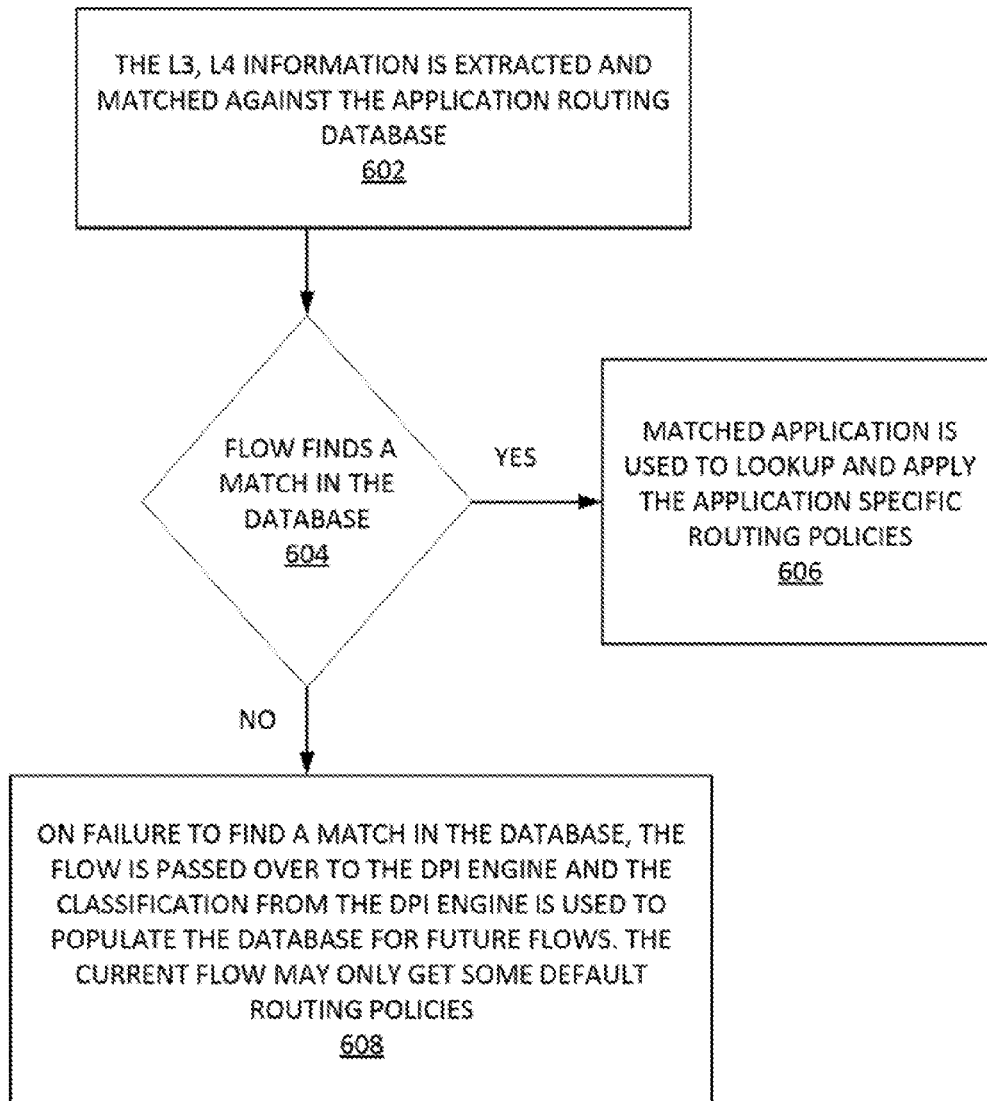 THE L3, L4 INFORMATION IS EXTRACTED AND
MATCHED AGAINST THE APPLICATION ROUTING
DATABASE
602
FLOW FINDS A
MATCH IN THE
DATABASE
604
YES
MATCHED APPLICATION IS
USED TO LOOKUP AND APPLY
THE APPLICATION SPECIFIC
ROUTING POLICIES
606
NO
ON FAILURE TO FIND A MATCH IN THE DATABASE, THE
FLOW IS PASSED OVER TO THE DPI ENGINE AND THE
CLASSIFICATION FROM THE DPI ENGINE IS USED TO
POPULATE THE DATABASE FOR FUTURE FLOWS. THE
CURRENT FLOW MAY ONLY GET SOME DEFAULT
ROUTING POLICIES
608